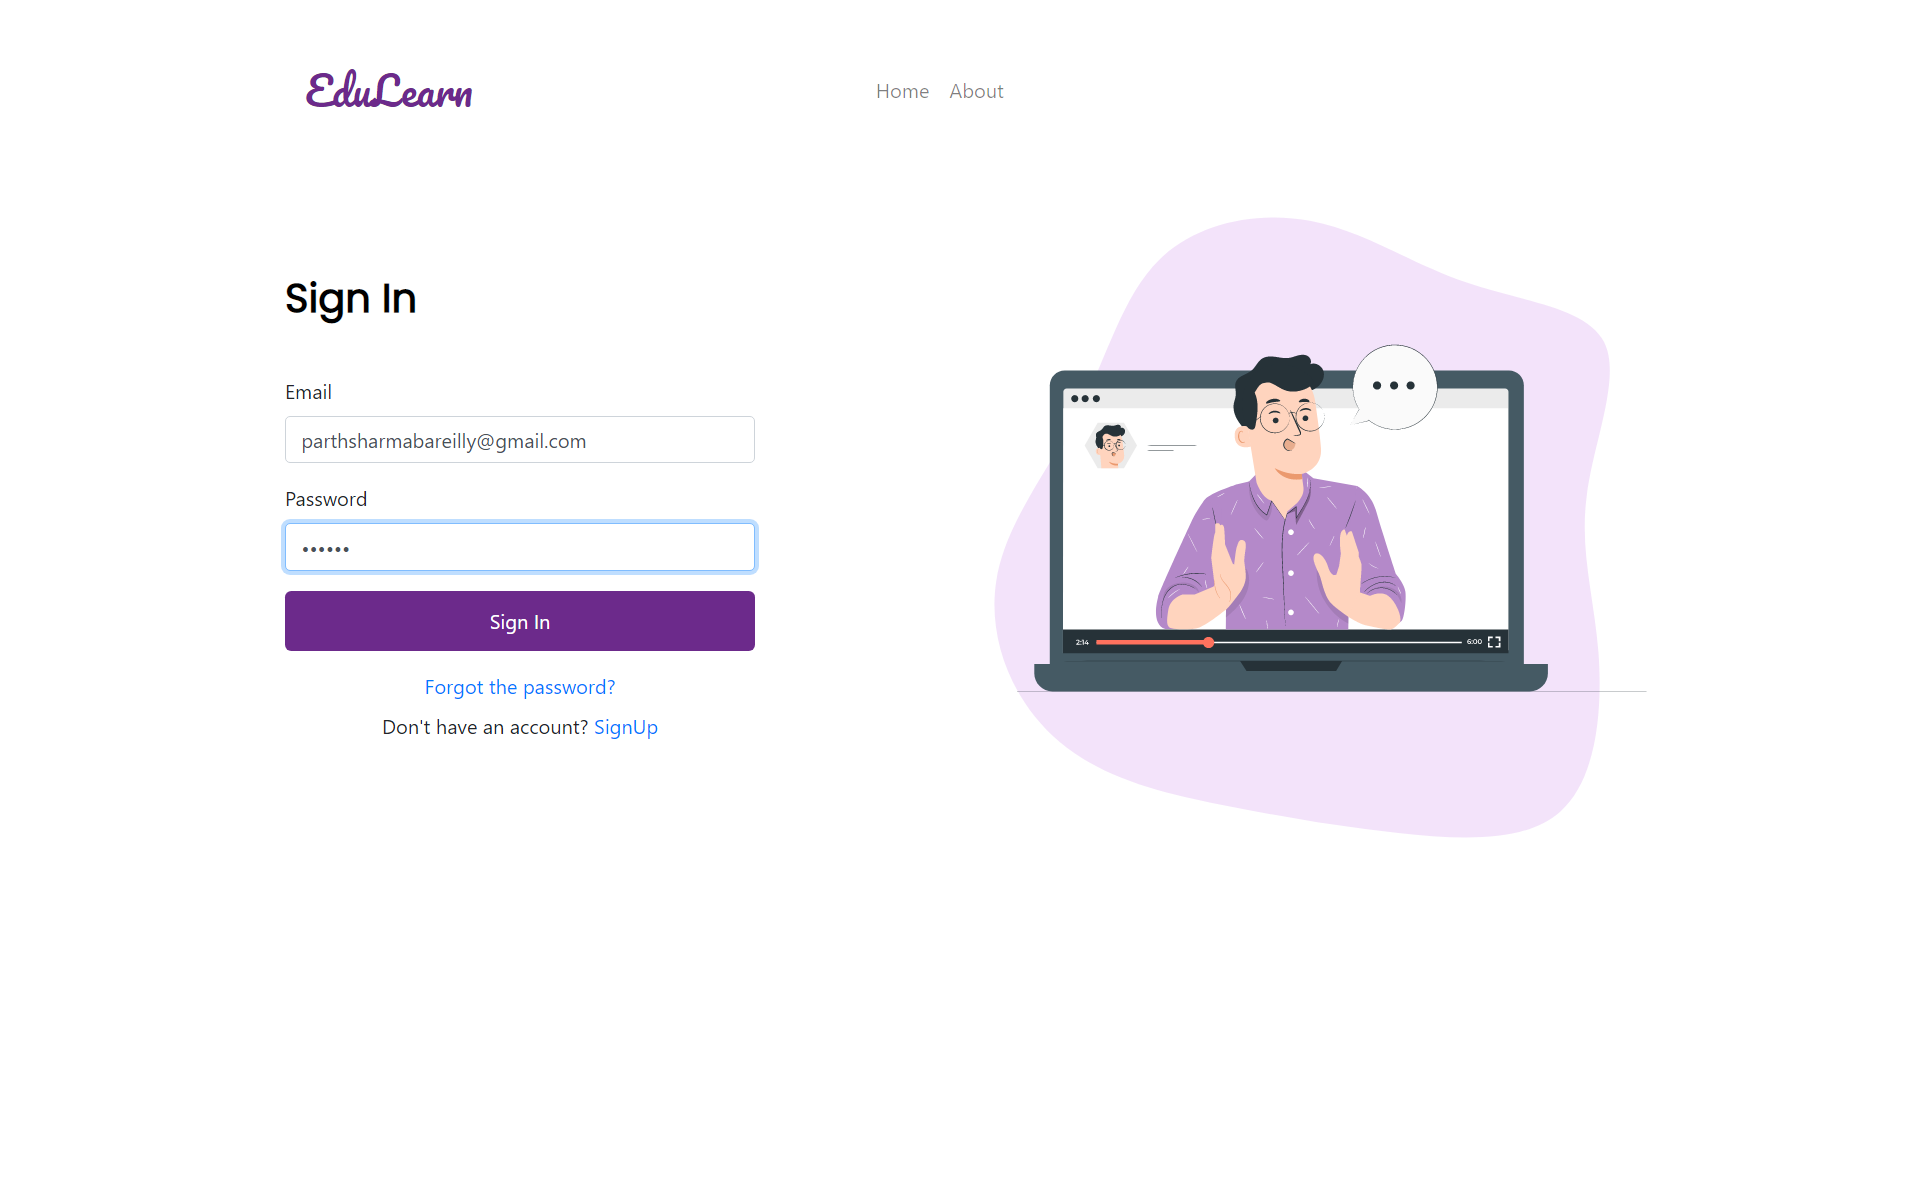 EduLearn
Home About
Sign In
Email
parthsharmabareilly@gmail.com
Password
••••••
Sign In
Forgot the password?
Don't have an account? SignUp
2:14 6:00